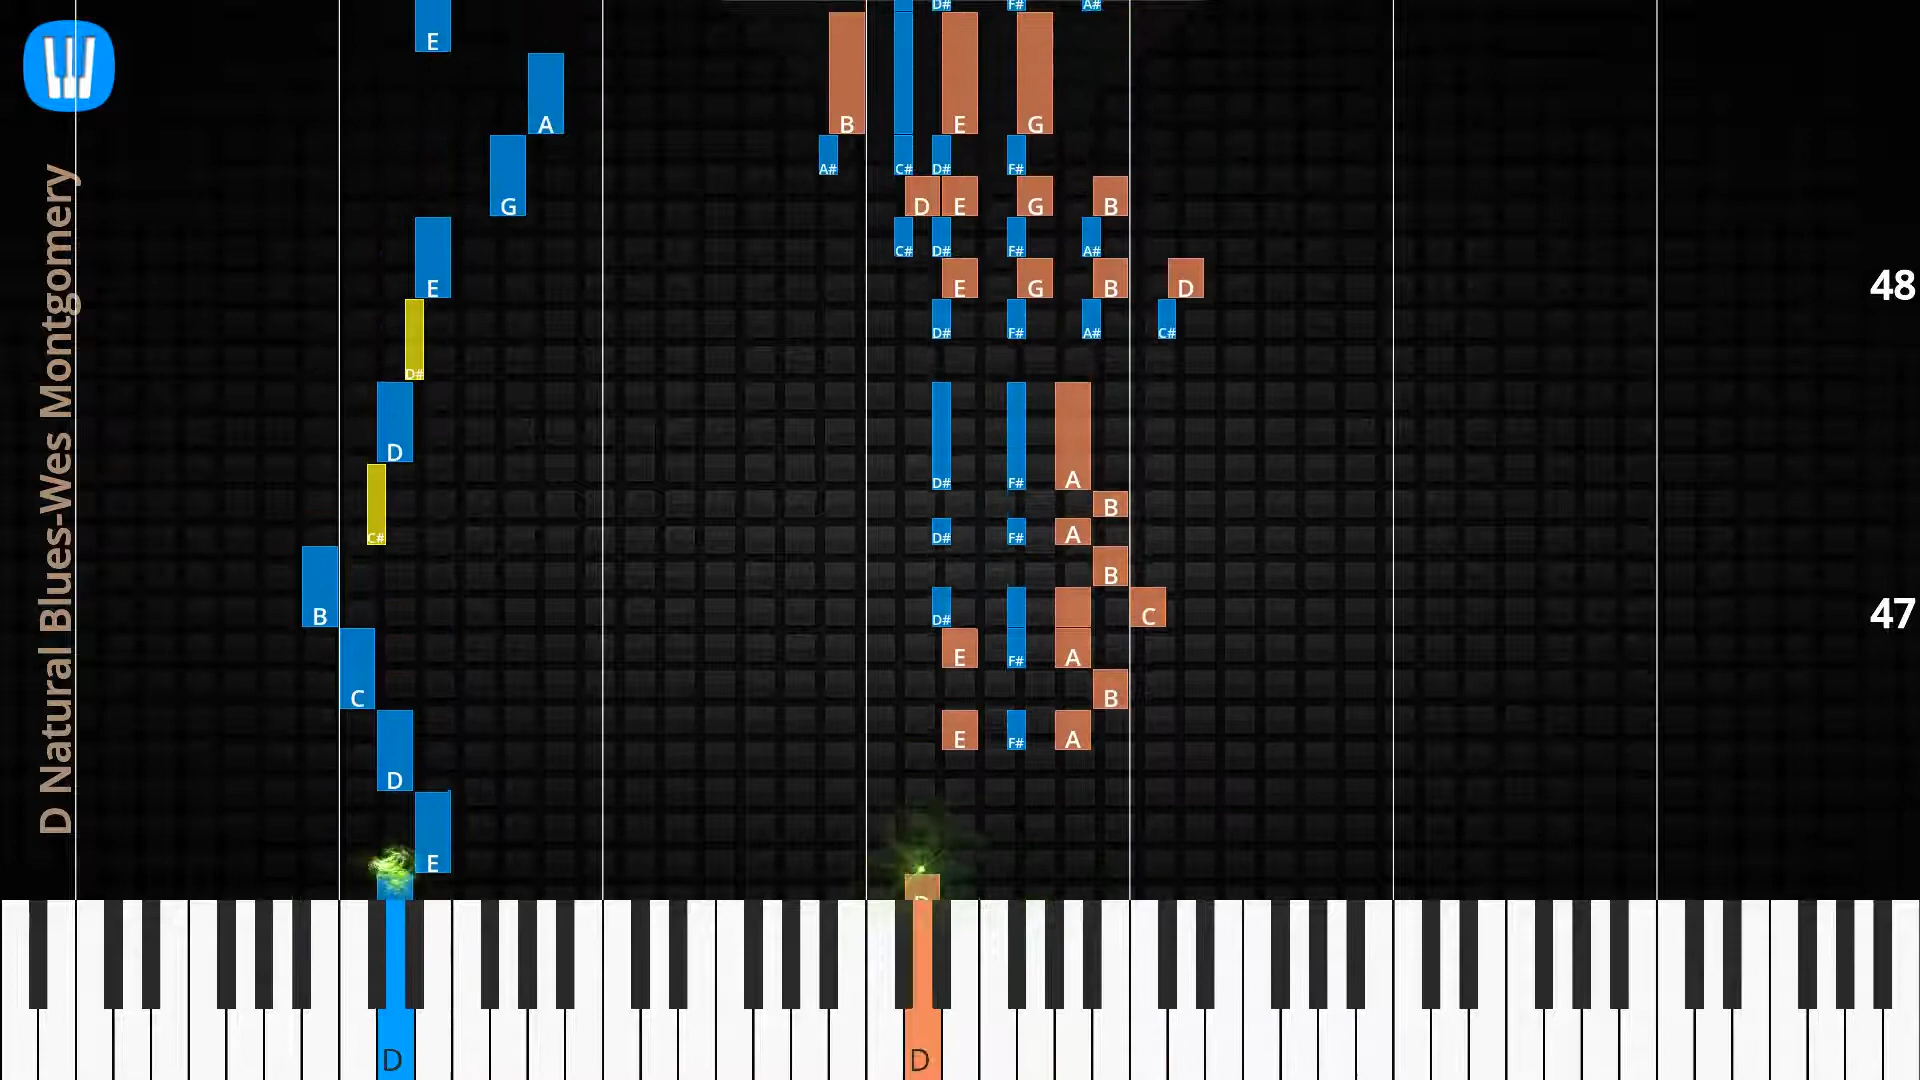 D Natural Blues-Wes Montgomery
D# F# A#
E
A B E G
A# C# D# F#
G D E G B
C# D# F# A#
E E G B D 48
D# F# A# C#
D#
D
D# F# A
B
C# D# F# A
B
B D# C 47
E F# A
C B
D E F# A
E
D D